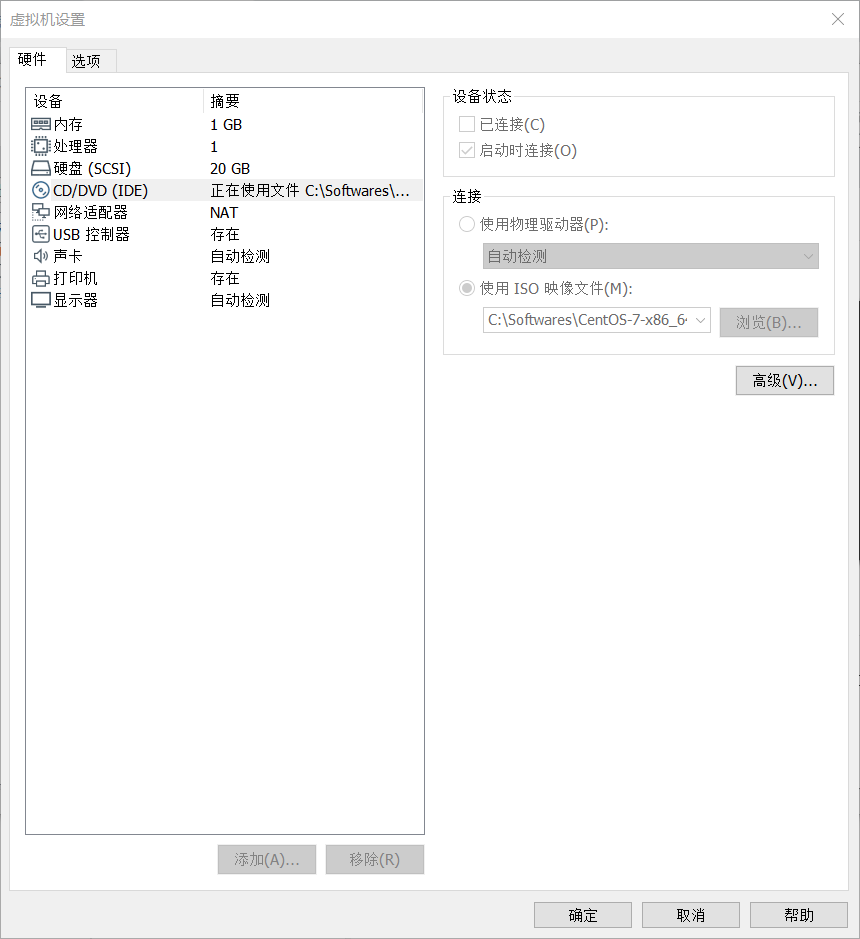 虚拟机设置
硬件 选项
设备 摘要
内存 1 GB
处理器 1
硬盘 (SCSI) 20 GB
CD/DVD (IDE) 正在使用文件 C:\Softwares\...
网络适配器 NAT
USB 控制器 存在
声卡 自动检测
打印机 存在
显示器 自动检测
添加(A)... 移除(R)
设备状态
已连接(C)
启动时连接(O)
连接
使用物理驱动器(P):
自动检测
使用 ISO 映像文件(M):
C:\Softwares\CentOS-7-x86_6 浏览(B)...
高级(V)...
确定 取消 帮助